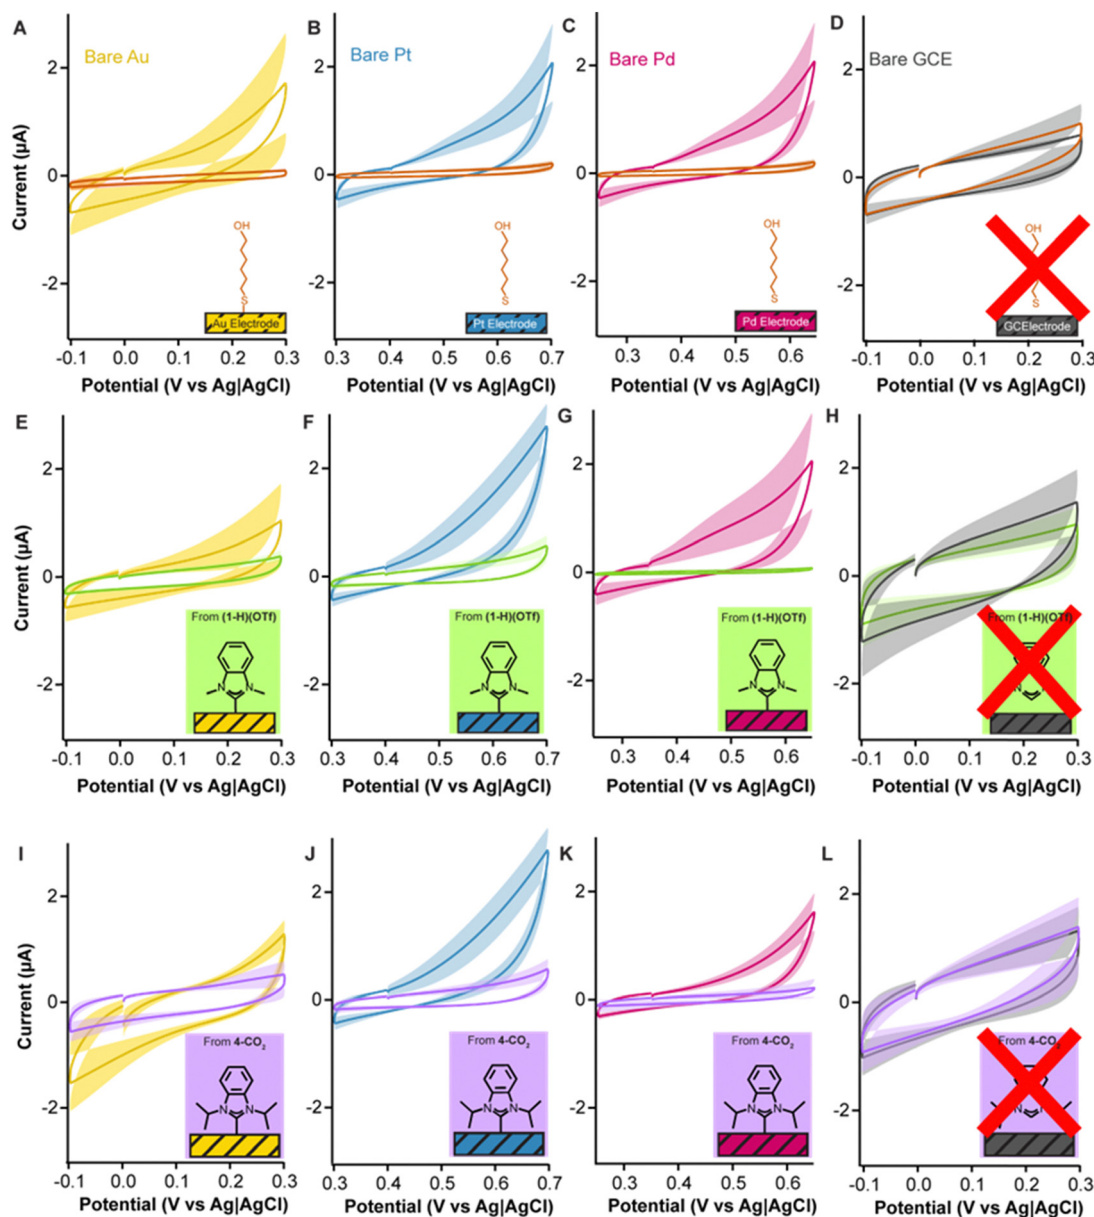 A
B
C
D
Bare Au
Bare Pt
Bare Pd
Bare GCE
Current (µA)
2
0
-2
2
0
-2
2
0
-2
2
0
-2
OH
S
Au Electrode
OH
S
Pt Electrode
OH
S
Pd Electrode
OH
S
GCElectrode
-0.1 0.0 0.1 0.2 0.3
0.3 0.4 0.5 0.6 0.7
0.3 0.4 0.5 0.6
-0.1 0.0 0.1 0.2 0.3
Potential (V vs Ag|AgCl)
Potential (V vs Ag|AgCl)
Potential (V vs Ag|AgCl)
Potential (V vs Ag|AgCl)
E
F
G
H
Current (µA)
2
0
-2
2
0
-2
2
0
-2
2
0
-2
From (1-H)(OTf)
N N
From (1-H)(OTf)
N N
From (1-H)(OTf)
N N
From (1-H)(OTf)
-0.1 0.0 0.1 0.2 0.3
0.3 0.4 0.5 0.6 0.7
0.3 0.4 0.5 0.6
-0.1 0.0 0.1 0.2 0.3
Potential (V vs Ag|AgCl)
Potential (V vs Ag|AgCl)
Potential (V vs Ag|AgCl)
Potential (V vs Ag|AgCl)
I
J
K
L
Current (µA)
2
0
-2
2
0
-2
2
0
-2
2
0
-2
From 4-CO₂
N N
From 4-CO₂
N N
From 4-CO₂
N N
From 4-CO₂
-0.1 0.0 0.1 0.2 0.3
0.3 0.4 0.5 0.6 0.7
0.3 0.4 0.5 0.6
-0.1 0.0 0.1 0.2 0.3
Potential (V vs Ag|AgCl)
Potential (V vs Ag|AgCl)
Potential (V vs Ag|AgCl)
Potential (V vs Ag|AgCl)